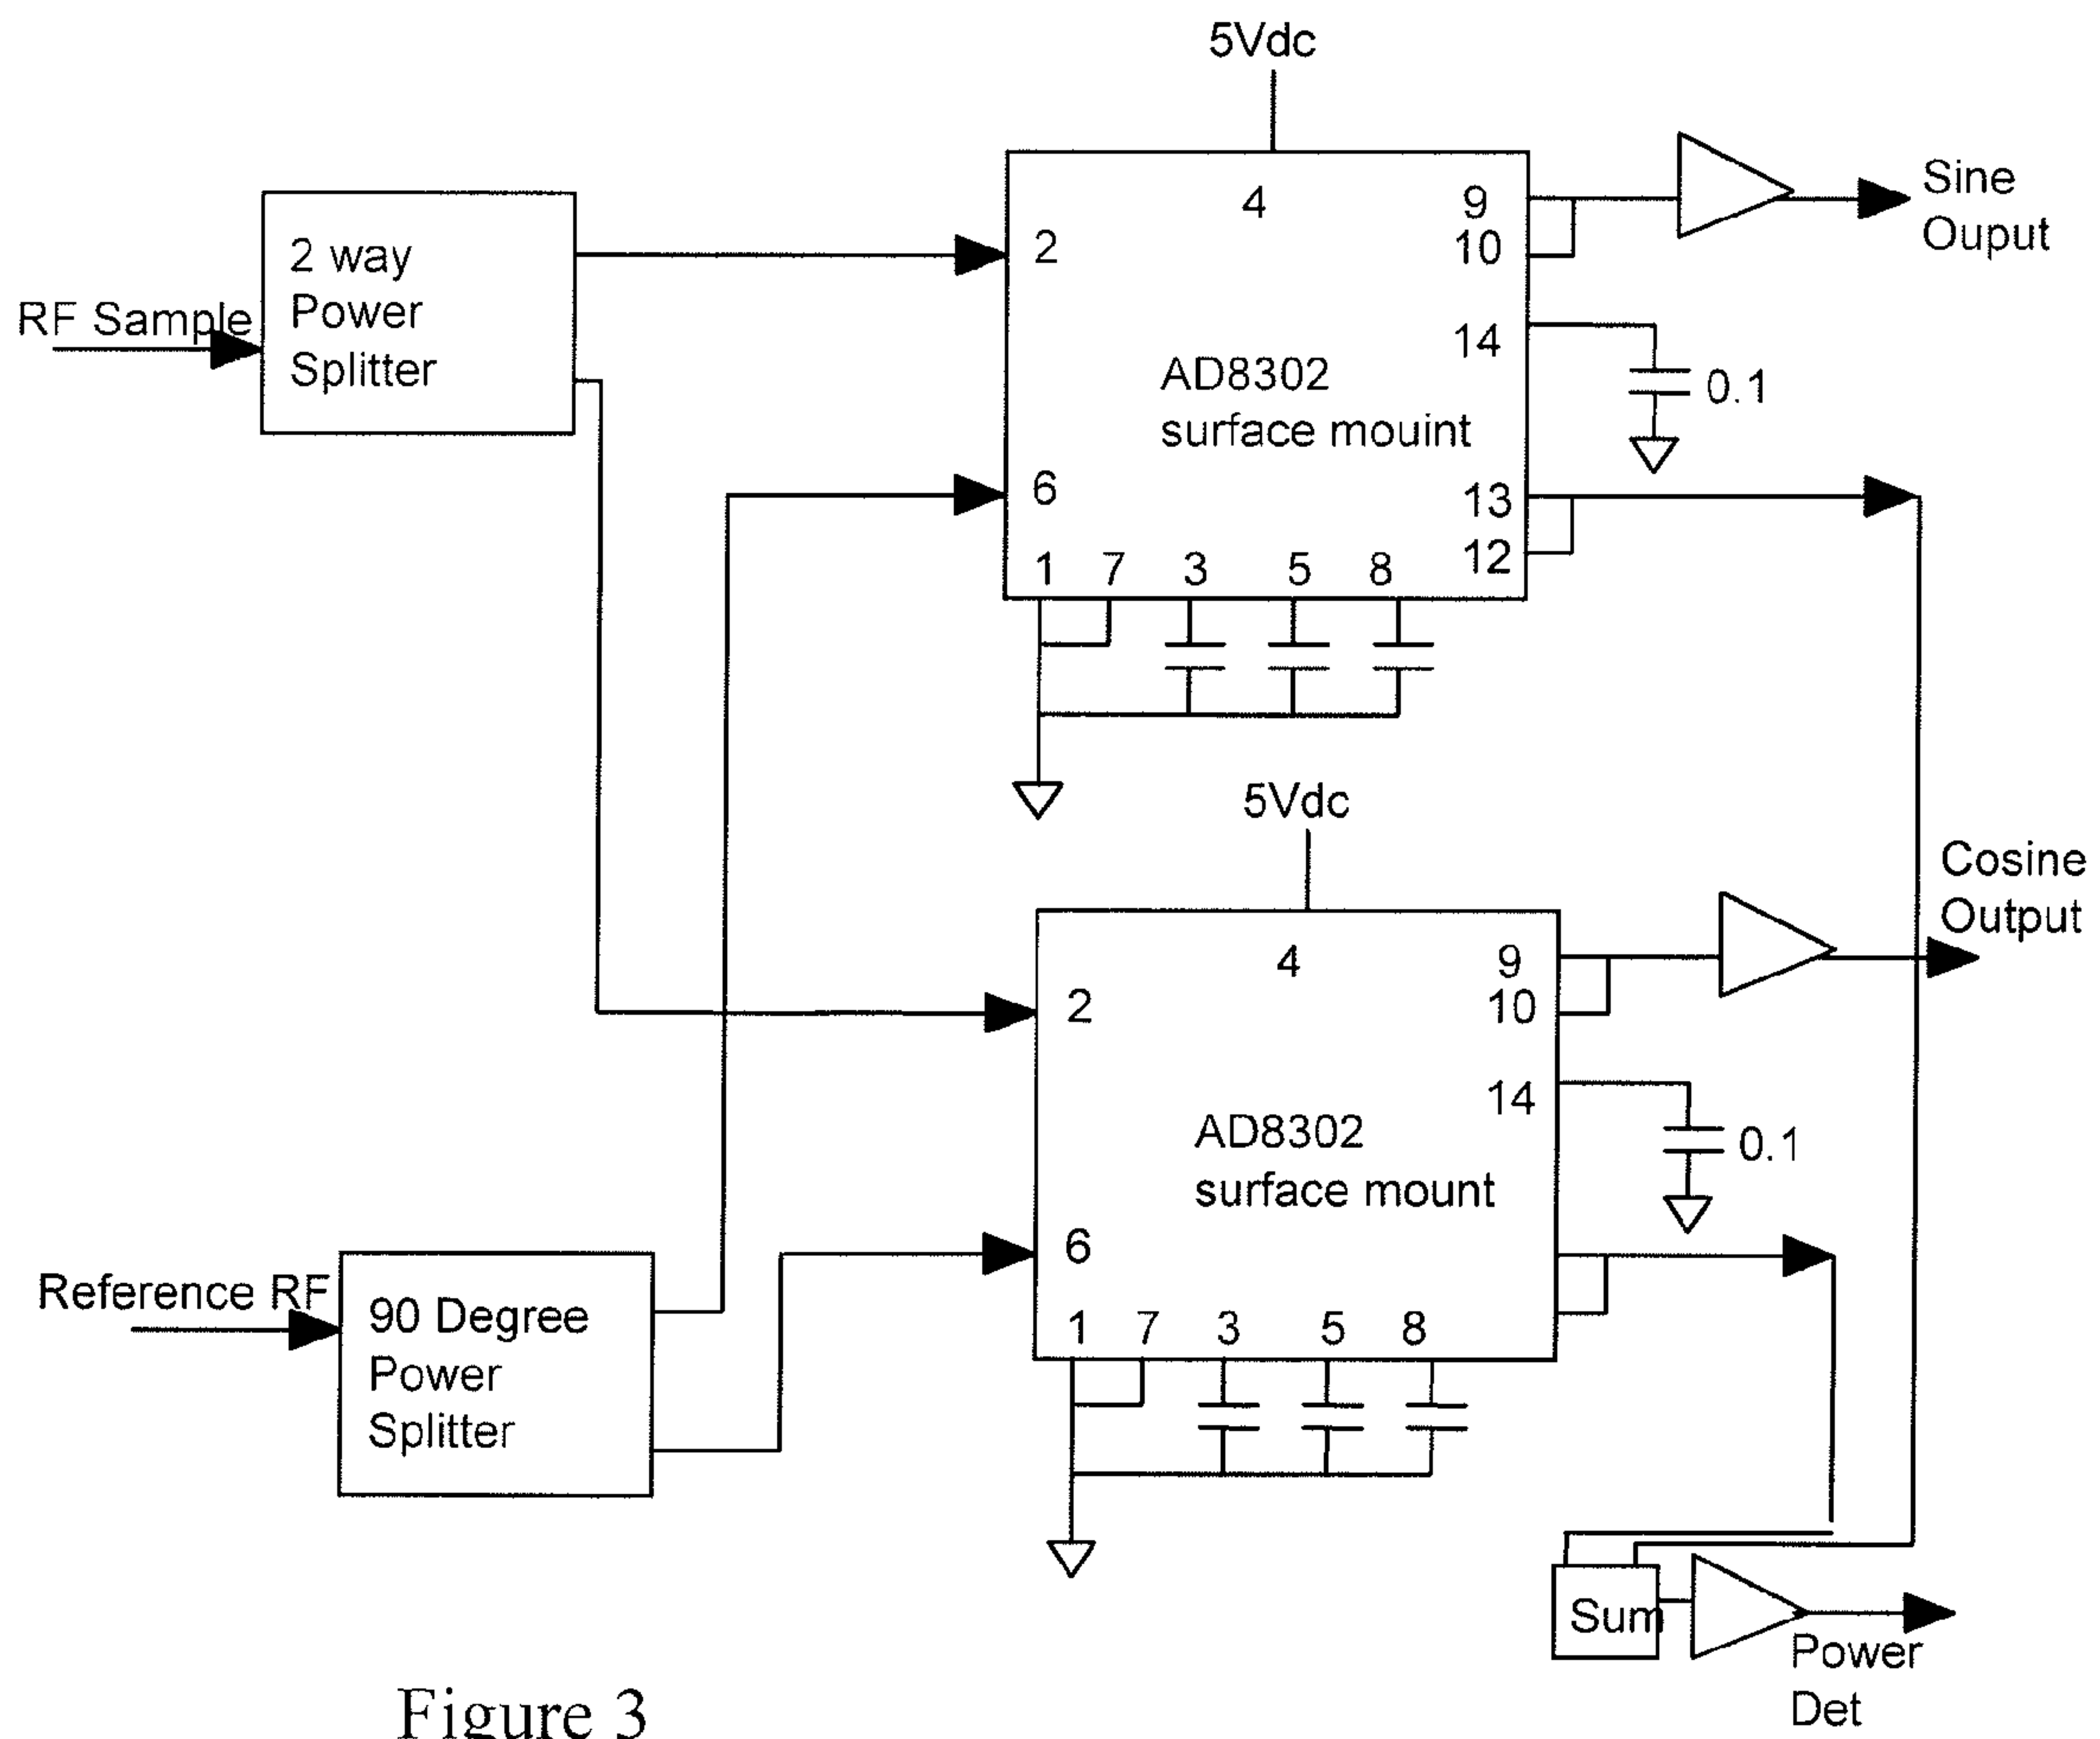 5Vdc
Sine
Ouput
RF Sample
2 way
Power
Splitter
4
2
6
9
10
14
13
12
AD8302
surface mouint
0.1
1 7 3 5 8
5Vdc
Cosine
Output
4
2
6
9
10
14
AD8302
surface mount
0.1
1 7 3 5 8
Reference RF
90 Degree
Power
Splitter
Sum
Power
Det
Figure 3